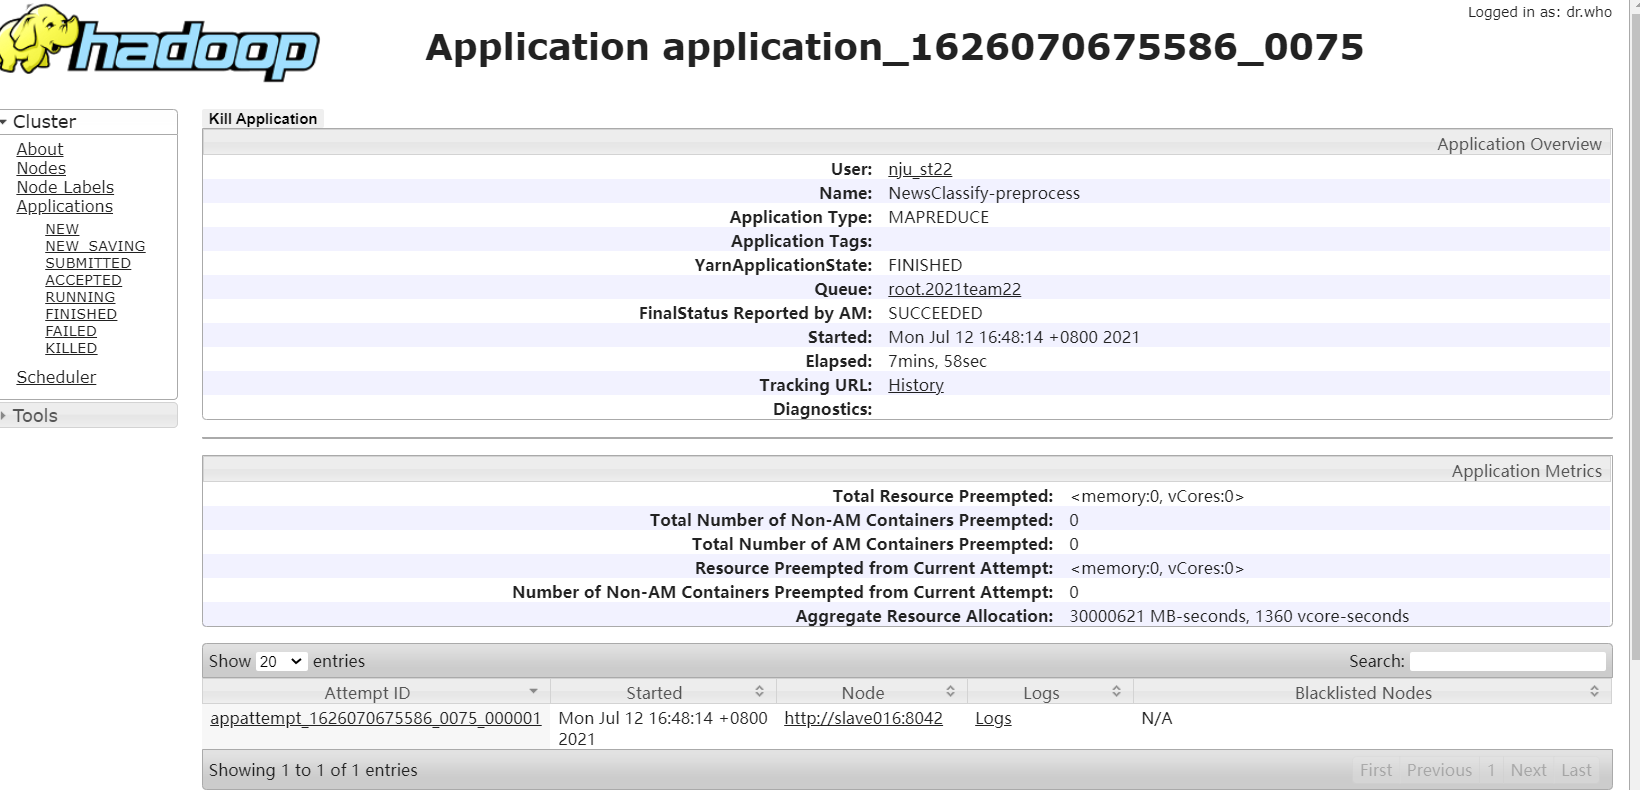 Logged in as: dr.who
hadoop
Application application_1626070675586_0075
Cluster
About
Nodes
Node Labels
Applications
NEW
NEW_SAVING
SUBMITTED
ACCEPTED
RUNNING
FINISHED
FAILED
KILLED
Scheduler
Tools
Kill Application
Application Overview
User: nju_st22
Name: NewsClassify-preprocess
Application Type: MAPREDUCE
Application Tags:
YarnApplicationState: FINISHED
Queue: root.2021team22
FinalStatus Reported by AM: SUCCEEDED
Started: Mon Jul 12 16:48:14 +0800 2021
Elapsed: 7mins, 58sec
Tracking URL: History
Diagnostics:
Application Metrics
Total Resource Preempted: <memory:0, vCores:0>
Total Number of Non-AM Containers Preempted: 0
Total Number of AM Containers Preempted: 0
Resource Preempted from Current Attempt: <memory:0, vCores:0>
Number of Non-AM Containers Preempted from Current Attempt: 0
Aggregate Resource Allocation: 30000621 MB-seconds, 1360 vcore-seconds
Show 20 entries Search:
Attempt ID Started Node Logs Blacklisted Nodes
appattempt_1626070675586_0075_000001 Mon Jul 12 16:48:14 +0800 http://slave016:8042 Logs N/A
2021
Showing 1 to 1 of 1 entries First Previous 1 Next Last